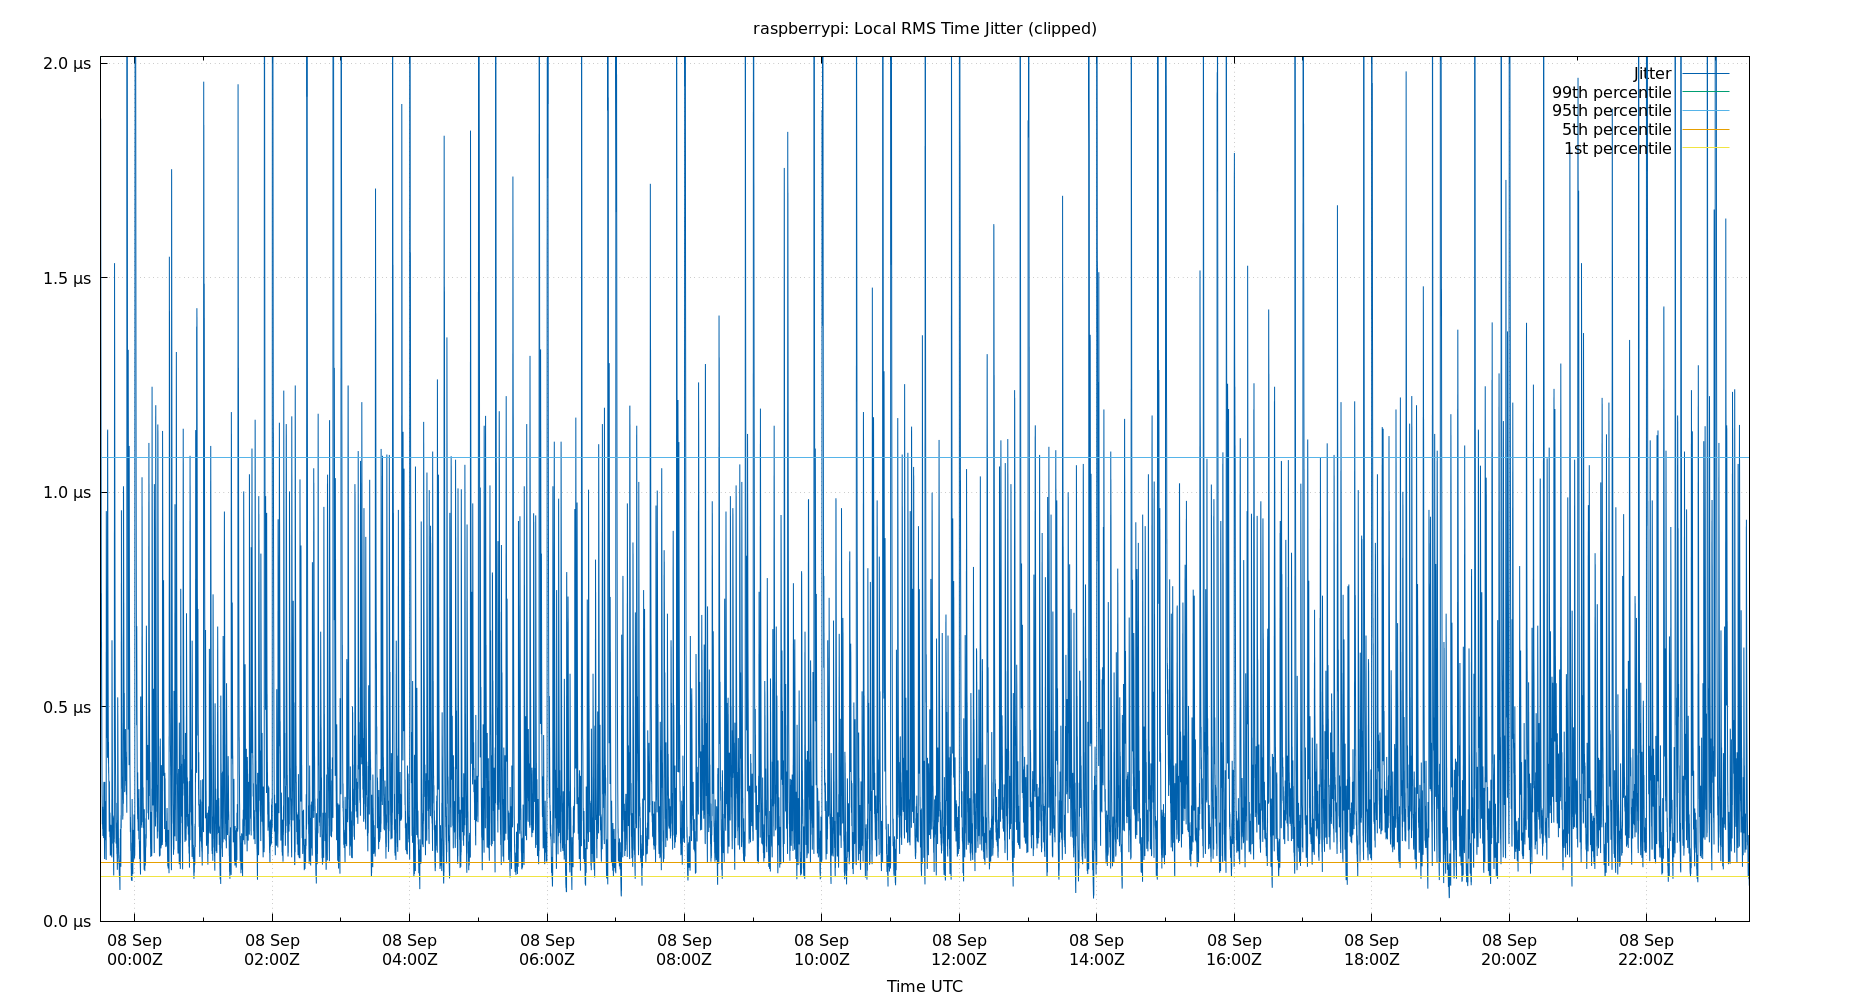 raspberrypi: Local RMS Time Jitter (clipped)
2.0 μs
1.5 μs
1.0 μs
0.5 μs
0.0 μs
Jitter
99th percentile
95th percentile
5th percentile
1st percentile
08 Sep 08 Sep 08 Sep 08 Sep 08 Sep 08 Sep 08 Sep 08 Sep 08 Sep 08 Sep 08 Sep 08 Sep
00:00Z 02:00Z 04:00Z 06:00Z 08:00Z 10:00Z 12:00Z 14:00Z 16:00Z 18:00Z 20:00Z 22:00Z
Time UTC